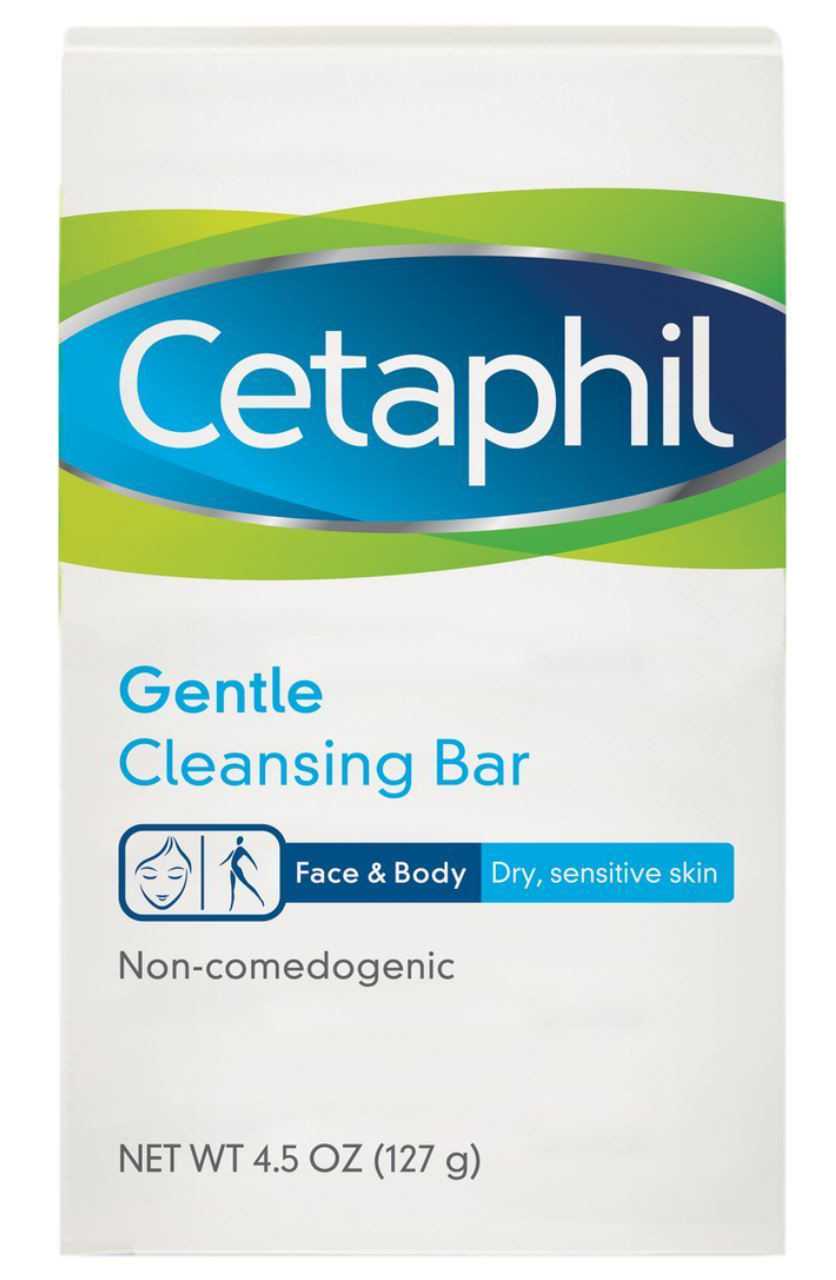 Cetaphil
Gentle
Cleansing Bar
Face & Body Dry, sensitive skin
Non-comedogenic
NET WT 4.5 OZ (127 g)